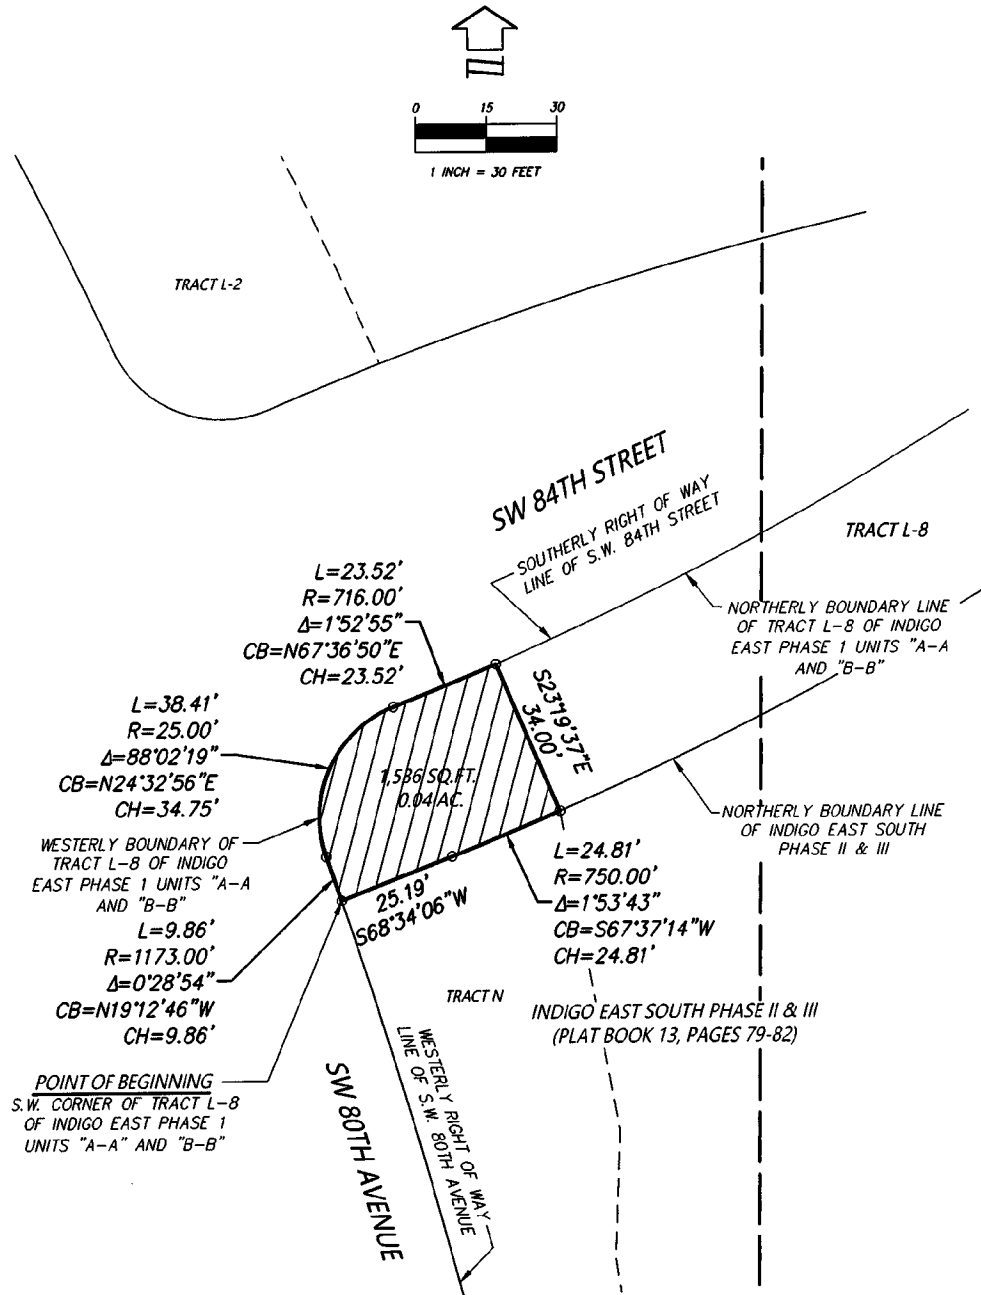 0 15 30
1 INCH = 30 FEET
TRACT L-2
SW 84TH STREET
SOUTHERLY RIGHT OF WAY
LINE OF S.W. 84TH STREET
TRACT L-8
NORTHERLY BOUNDARY LINE
OF TRACT L-8 OF INDIGO
EAST PHASE 1 UNITS "A-A
AND "B-B"
L=23.52'
R=716.00'
Δ=1°52'55"
CB=N67°36'50"E
CH=23.52'
S23°19'37"E
34.00'
L=38.41'
R=25.00'
Δ=88°02'19"
CB=N24°32'56"E
CH=34.75'
1,536 SQ.FT.
0.04 AC.
NORTHERLY BOUNDARY LINE
OF INDIGO EAST SOUTH
PHASE II & III
WESTERLY BOUNDARY OF
TRACT L-8 OF INDIGO
EAST PHASE 1 UNITS "A-A
AND "B-B"
25.19'
S68°34'06"W
L=24.81'
R=750.00'
Δ=1°53'43"
CB=S67°37'14"W
CH=24.81'
L=9.86'
R=1173.00'
Δ=0°28'54"
CB=N19°12'46"W
CH=9.86'
TRACT N
INDIGO EAST SOUTH PHASE II & III
(PLAT BOOK 13, PAGES 79-82)
POINT OF BEGINNING
S.W. CORNER OF TRACT L-8
OF INDIGO EAST PHASE 1
UNITS "A-A" AND "B-B"
SW 80TH AVENUE
WESTERLY RIGHT OF WAY
LINE OF S.W. 80TH AVENUE